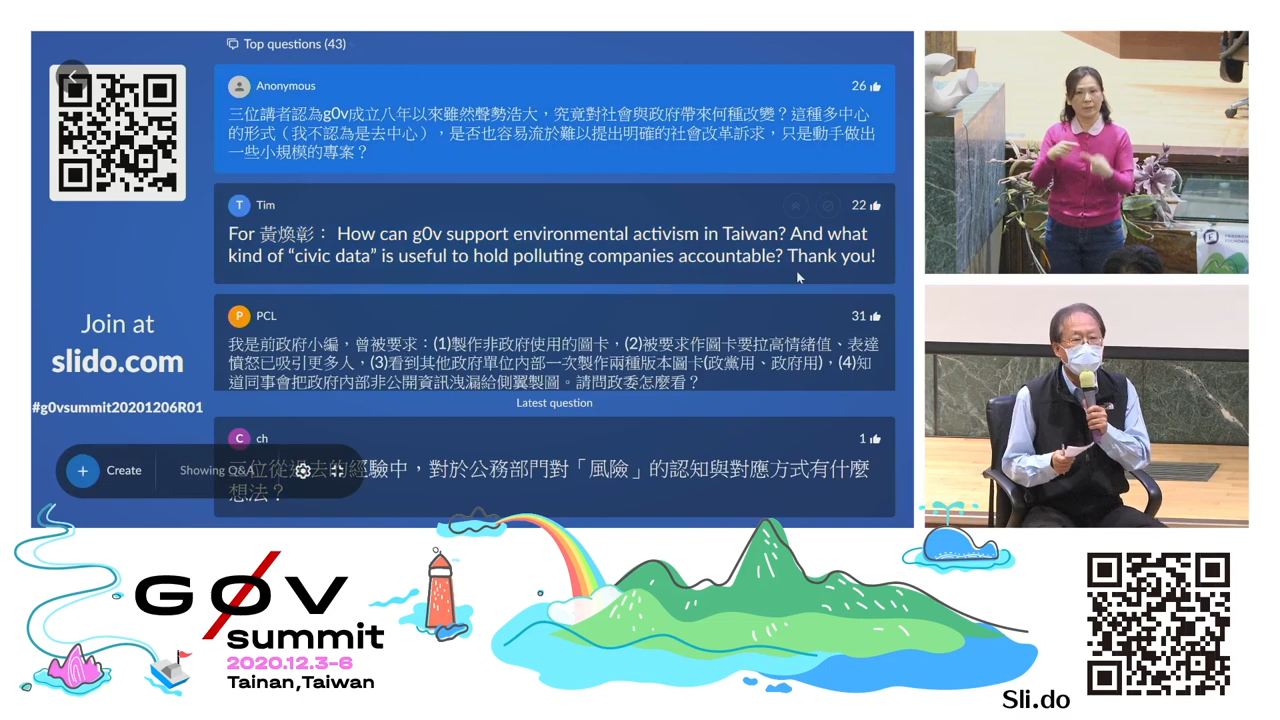 Top questions (43)
Anonymous
26
三位講者認為g0v成立八年以來雖然聲勢浩大，究竟對社會與政府帶來何種改變？這種多中心
的形式（我不認為是去中心），是否也容易流於難以提出明確的社會改革訴求，只是動手做出
一些小規模的專案？
T
Tim
22
For 黃煥彰： How can g0v support environmental activism in Taiwan? And what
kind of “civic data” is useful to hold polluting companies accountable? Thank you!
P
PCL
31
我是前政府小編，曾被要求：(1)製作非政府使用的圖卡，(2)被要求作圖卡要拉高情緒值、表達
憤怒已吸引更多人，(3)看到其他政府單位內部一次製作兩種版本圖卡(政黨用、政府用)，(4)知
道同事會把政府內部非公開資訊洩漏給側翼製圖。請問政委怎麼看？
Latest question
C
ch
1
三位從過去的經驗中，對於公務部門對「風險」的認知與對應方式有什麼
想法？
Join at
slido.com
#g0vsummit20201206R01
Create
Showing Q&A
GØV
summit
2020.12.3-6
Tainan,Taiwan
Sli.do